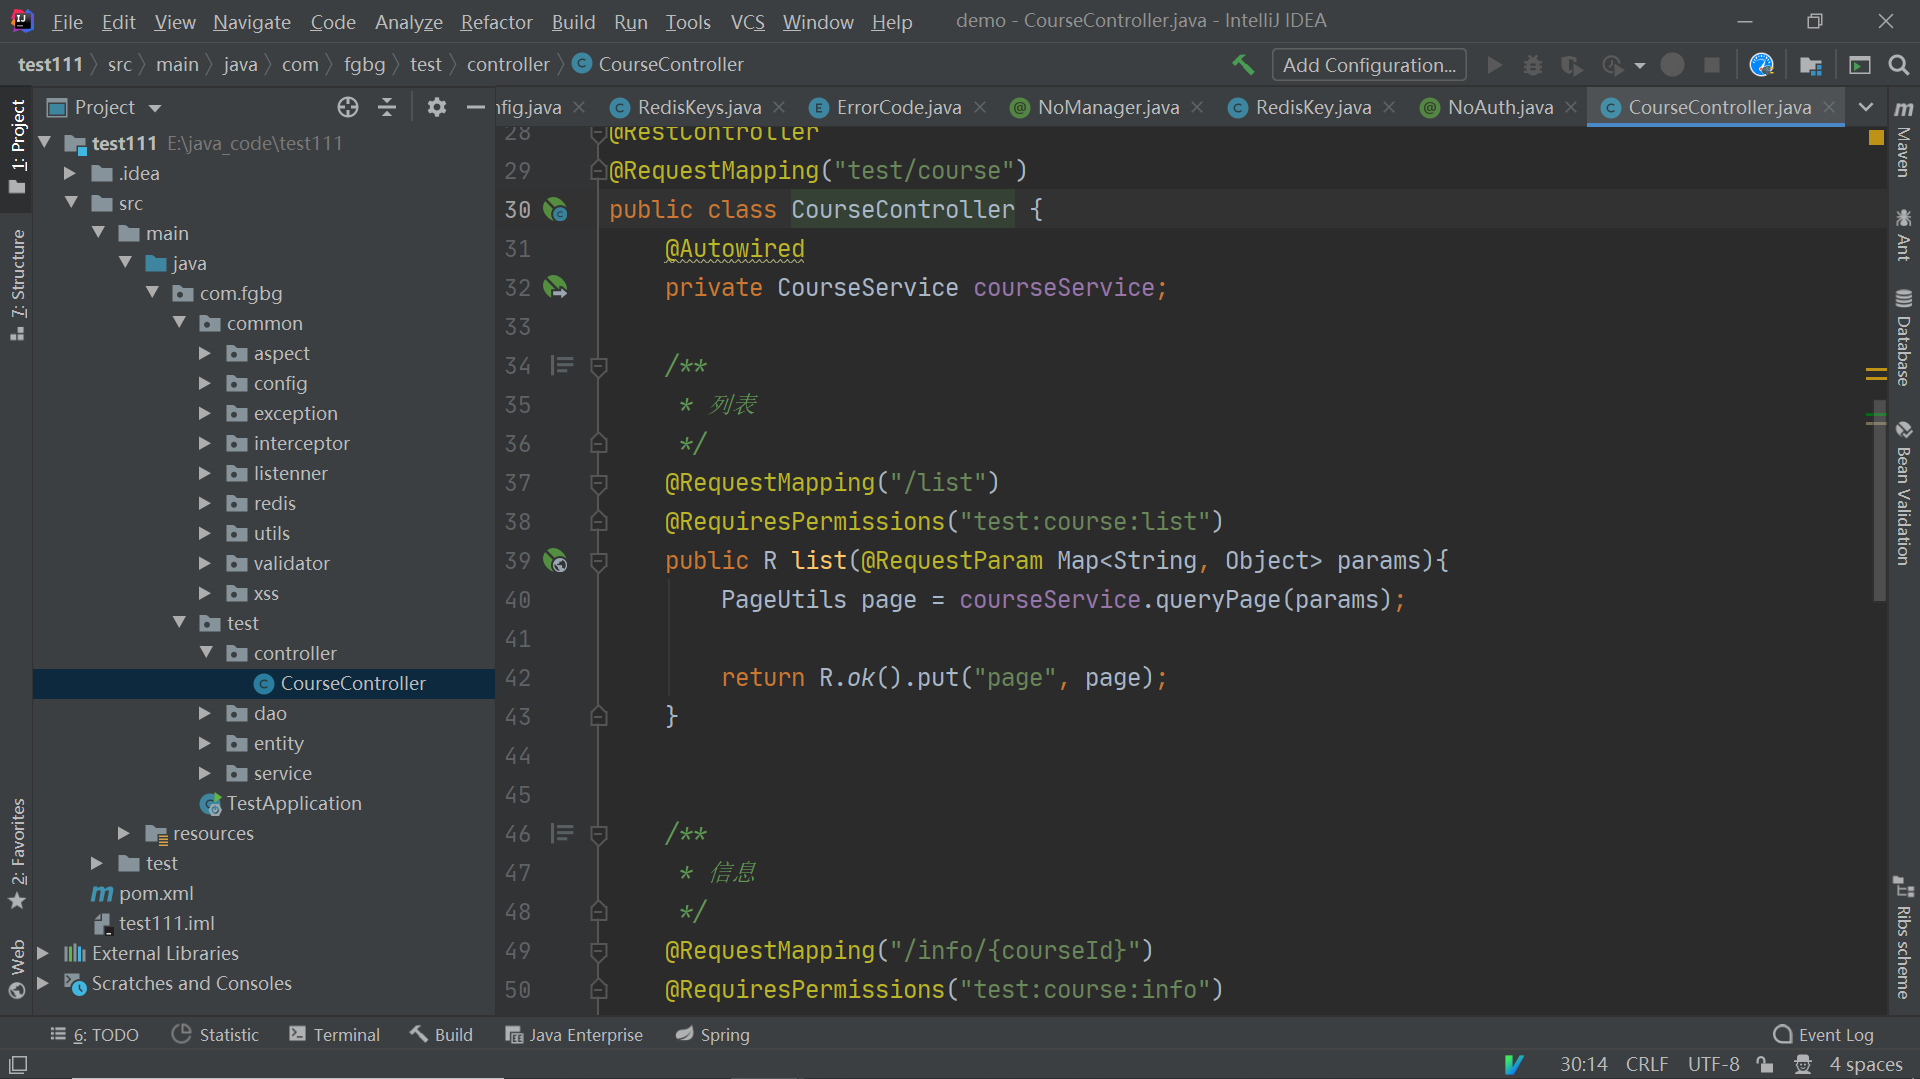 File Edit View Navigate Code Analyze Refactor Build Run Tools VCS Window Help demo - CourseController.java - IntelliJ IDEA
test111 src main java com fgbg test controller CourseController Add Configuration...
Project
nfig.java RedisKeys.java ErrorCode.java NoManager.java RedisKey.java NoAuth.java CourseController.java
1: Project
7: Structure
2: Favorites
Web
test111 E:\java_code\test111
.idea
src
main
java
com.fgbg
common
aspect
config
exception
interceptor
listenner
redis
utils
validator
xss
test
controller
CourseController
dao
entity
service
TestApplication
resources
test
pom.xml
test111.iml
External Libraries
Scratches and Consoles
28 @RestController
29 @RequestMapping("test/course")
30 public class CourseController {
31 @Autowired
32 private CourseService courseService;
33
34 /**
35 * 列表
36 */
37 @RequestMapping("/list")
38 @RequiresPermissions("test:course:list")
39 public R list(@RequestParam Map<String, Object> params){
40 PageUtils page = courseService.queryPage(params);
41
42 return R.ok().put("page", page);
43 }
44
45
46 /**
47 * 信息
48 */
49 @RequestMapping("/info/{courseId}")
50 @RequiresPermissions("test:course:info")
Maven
Ant
Database
Bean Validation
Ribs scheme
6: TODO Statistic Terminal Build Java Enterprise Spring Event Log
30:14 CRLF UTF-8 4 spaces